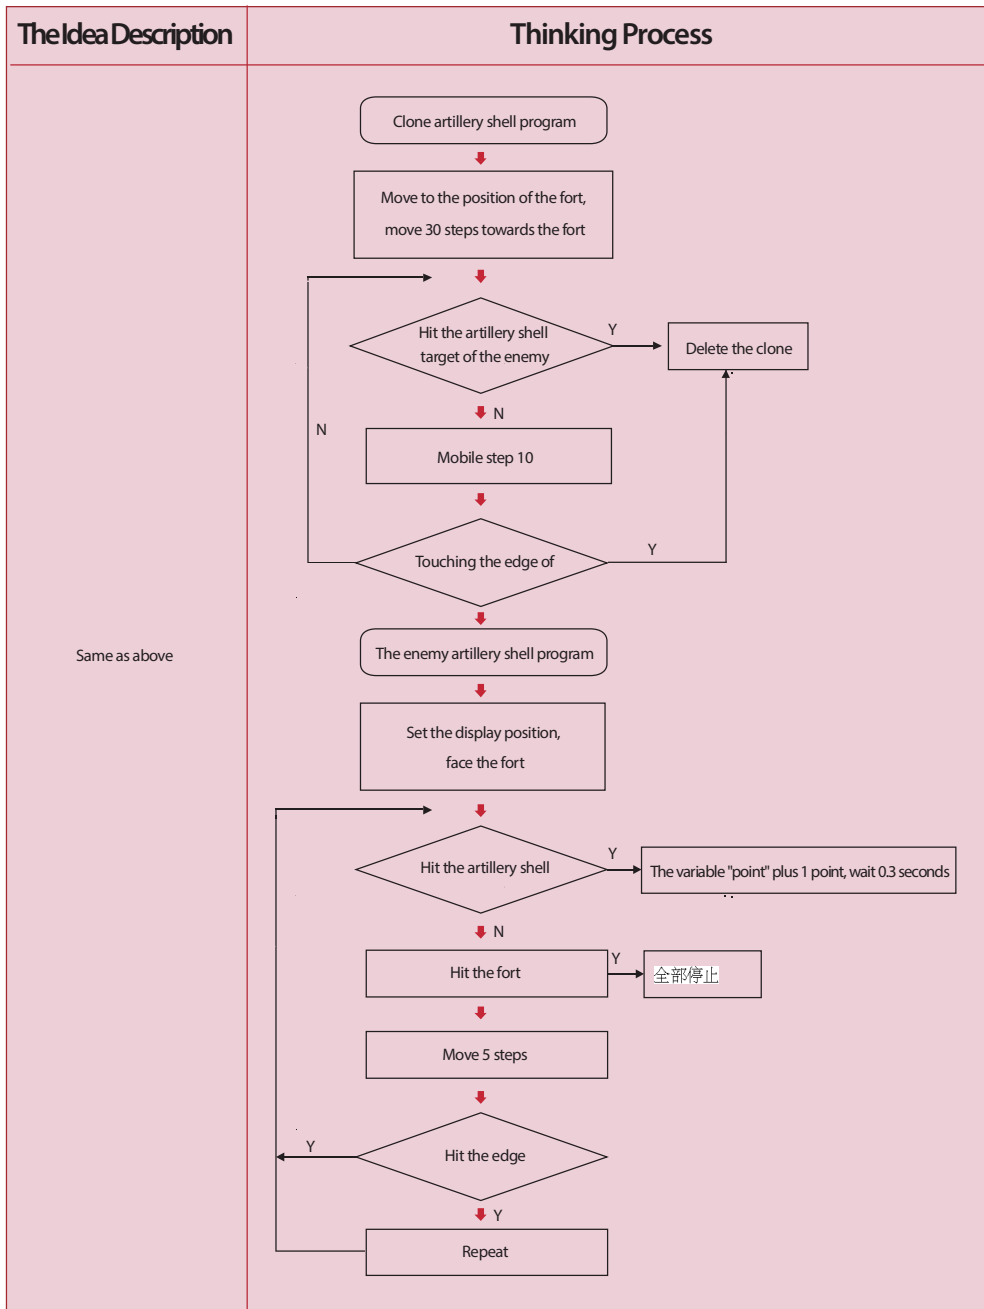 The Idea Description
Thinking Process
Clone artillery shell program
Move to the position of the fort,
move 30 steps towards the fort
Hit the artillery shell
target of the enemy
Y
Delete the clone
N
N
Mobile step 10
Touching the edge of
Y
The enemy artillery shell program
Same as above
Set the display position,
face the fort
Hit the artillery shell
Y
The variable "point" plus 1 point, wait 0.3 seconds
N
Hit the fort
Y
全部停止
Move 5 steps
Hit the edge
Y
Y
Repeat